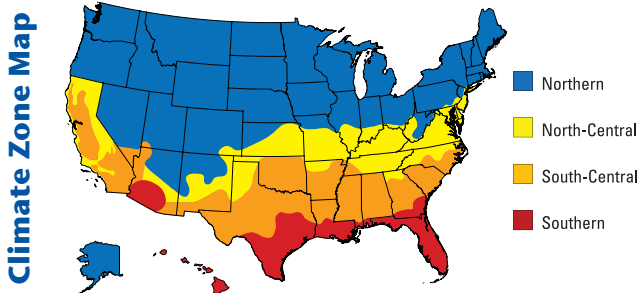 Climate Zone Map
Northern
North-Central
South-Central
Southern